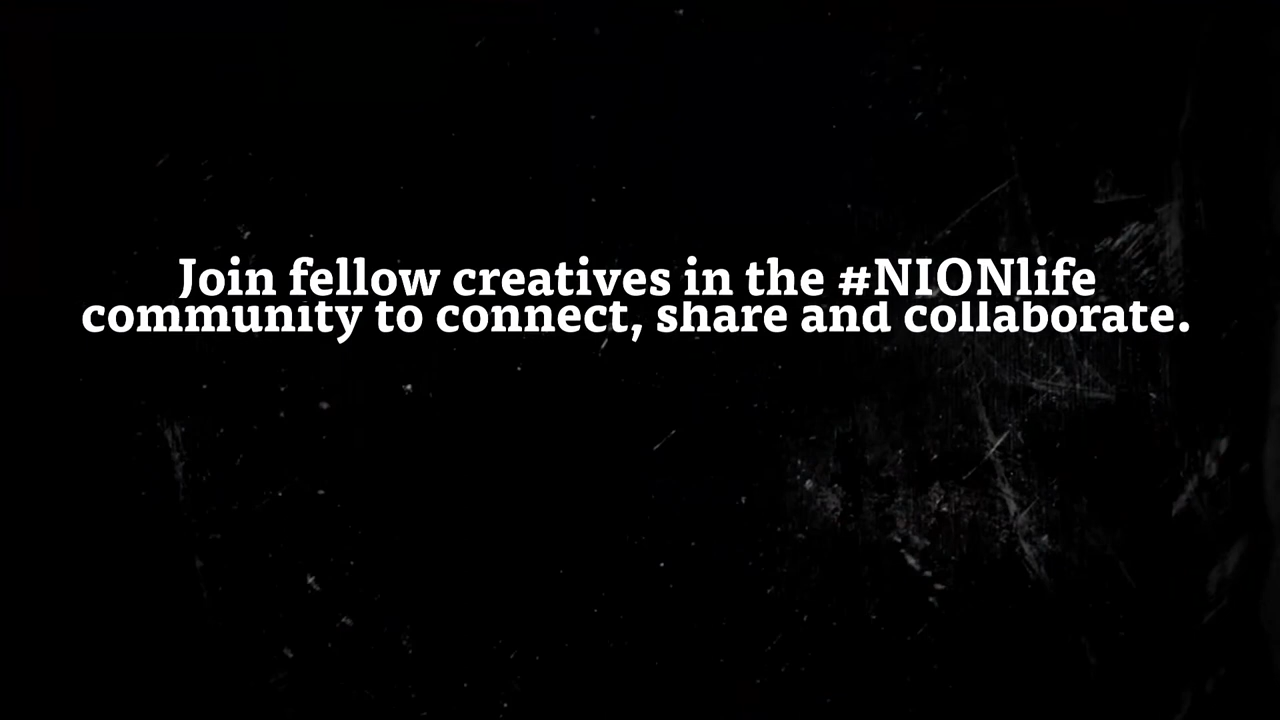 Join fellow creatives in the #NIONlife
community to connect, share and collaborate.